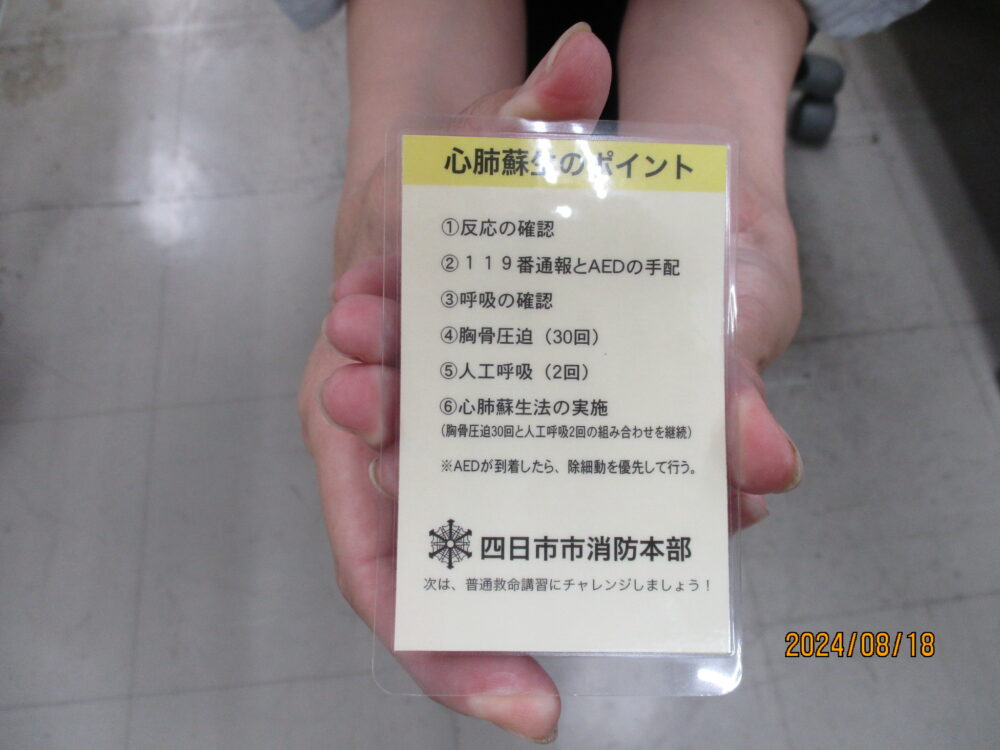 心肺蘇生のポイント
①反応の確認
②１１９番通報とAEDの手配
③呼吸の確認
④胸骨圧迫（30回）
⑤人工呼吸（2回）
⑥心肺蘇生法の実施
（胸骨圧迫30回と人工呼吸2回の組み合わせを継続）
※AEDが到着したら、除細動を優先して行う。
四日市市消防本部
次は、普通救命講習にチャレンジしましょう！
2024/08/18